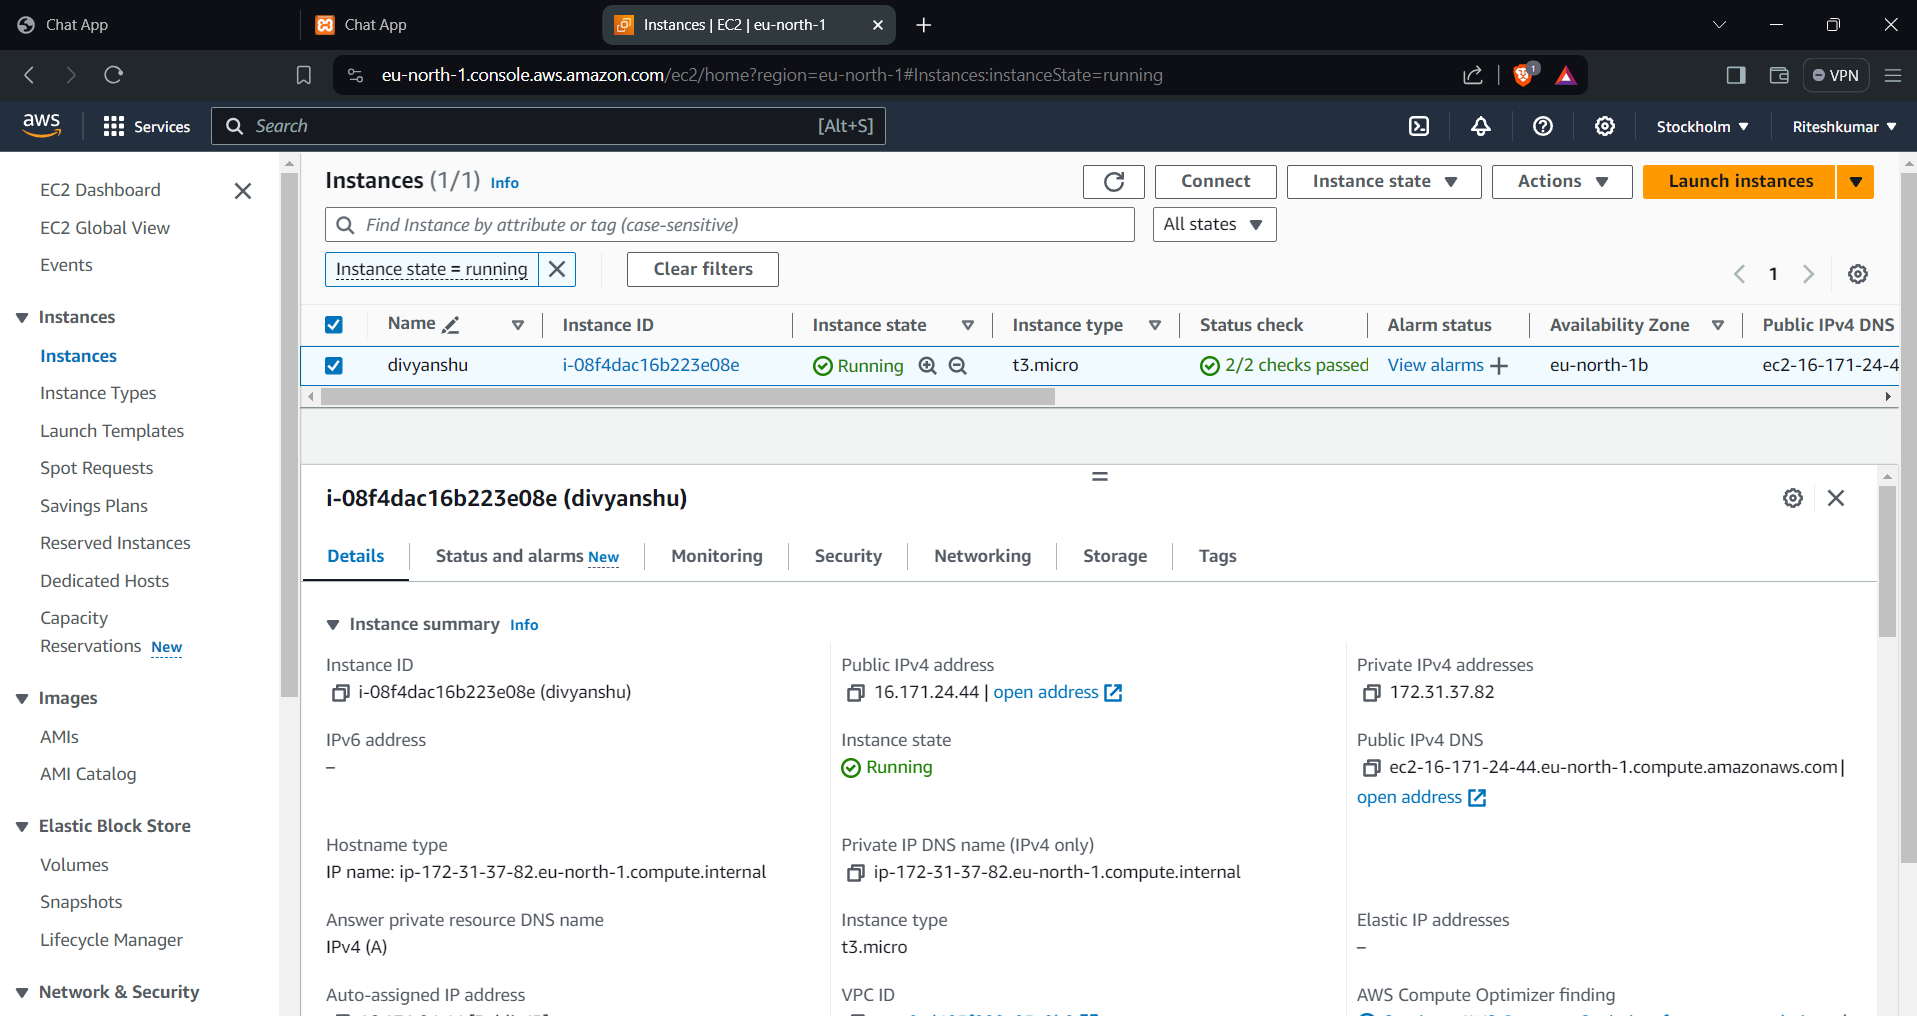 Chat App
Chat App
Instances | EC2 | eu-north-1
eu-north-1.console.aws.amazon.com/ec2/home?region=eu-north-1#Instances:instanceState=running
1
VPN
aws
Services
Search
[Alt+S]
Stockholm
Riteshkumar
EC2 Dashboard
EC2 Global View
Events
Instances
Instances
Instance Types
Launch Templates
Spot Requests
Savings Plans
Reserved Instances
Dedicated Hosts
Capacity
Reservations New
Images
AMIs
AMI Catalog
Elastic Block Store
Volumes
Snapshots
Lifecycle Manager
Network & Security
Instances (1/1) Info
Connect
Instance state
Actions
Launch instances
Find Instance by attribute or tag (case-sensitive)
All states
Instance state = running
Clear filters
1
Name
Instance ID
Instance state
Instance type
Status check
Alarm status
Availability Zone
Public IPv4 DNS
divyanshu
i-08f4dac16b223e08e
Running
t3.micro
2/2 checks passed
View alarms
eu-north-1b
ec2-16-171-24-4
i-08f4dac16b223e08e (divyanshu)
Details
Status and alarms New
Monitoring
Security
Networking
Storage
Tags
Instance summary Info
Instance ID
i-08f4dac16b223e08e (divyanshu)
Public IPv4 address
16.171.24.44 | open address
Private IPv4 addresses
172.31.37.82
IPv6 address
–
Instance state
Running
Public IPv4 DNS
ec2-16-171-24-44.eu-north-1.compute.amazonaws.com |
open address
Hostname type
IP name: ip-172-31-37-82.eu-north-1.compute.internal
Private IP DNS name (IPv4 only)
ip-172-31-37-82.eu-north-1.compute.internal
Answer private resource DNS name
IPv4 (A)
Instance type
t3.micro
Elastic IP addresses
–
Auto-assigned IP address
VPC ID
AWS Compute Optimizer finding